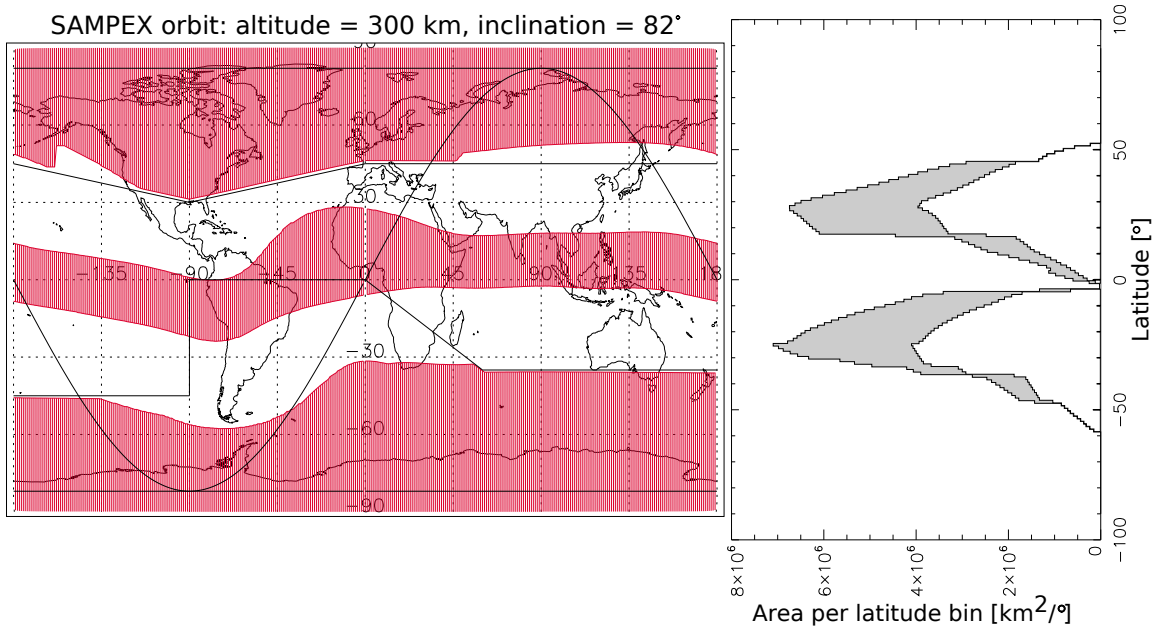 SAMPEX orbit: altitude = 300 km, inclination = 82°
60
30
-135 -90 -45 0 45 90 135 18
-30
-60
-90
100
50
0
-50
-100
Latitude [°]
8×10⁶ 6×10⁶ 4×10⁶ 2×10⁶ 0
Area per latitude bin [km²/°]